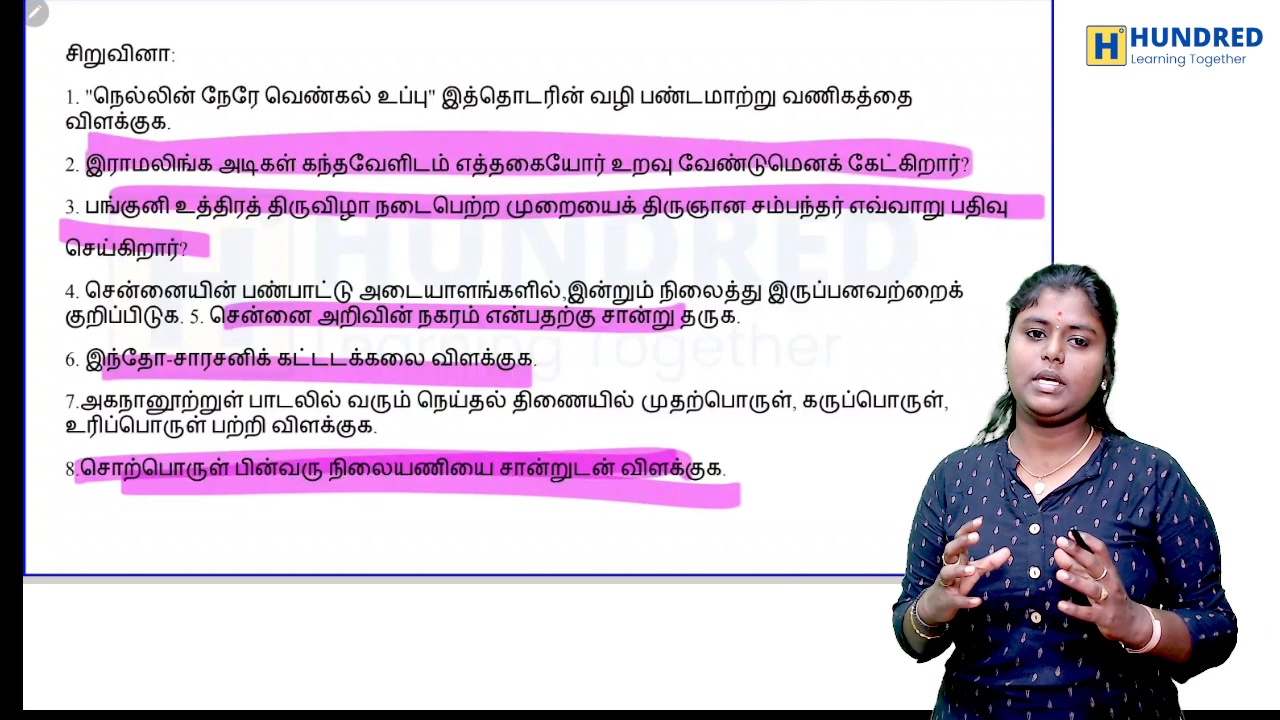 HUNDRED
Learning Together
சிறுவினா:
1. "நெல்லின் நேரே வெண்கல் உப்பு" இத்தொடரின் வழி பண்டமாற்று வணிகத்தை
விளக்குக.
2. இராமலிங்க அடிகள் கந்தவேளிடம் எத்தகையோர் உறவு வேண்டுமெனக் கேட்கிறார்?
3. பங்குனி உத்திரத் திருவிழா நடைபெற்ற முறையைக் திருஞான சம்பந்தர் எவ்வாறு பதிவு
செய்கிறார்?
4. சென்னையின் பண்பாட்டு அடையாளங்களில்,இன்றும் நிலைத்து இருப்பனவற்றைக்
குறிப்பிடுக. 5. சென்னை அறிவின் நகரம் என்பதற்கு சான்று தருக.
6. இந்தோ-சாரசனிக் கட்டடக்கலை விளக்குக.
7.அகநானூற்றுள் பாடலில் வரும் நெய்தல் திணையில் முதற்பொருள், கருப்பொருள்,
உரிப்பொருள் பற்றி விளக்குக.
8.சொற்பொருள் பின்வரு நிலையணியை சான்றுடன் விளக்குக.
HUNDRED
Learning Together